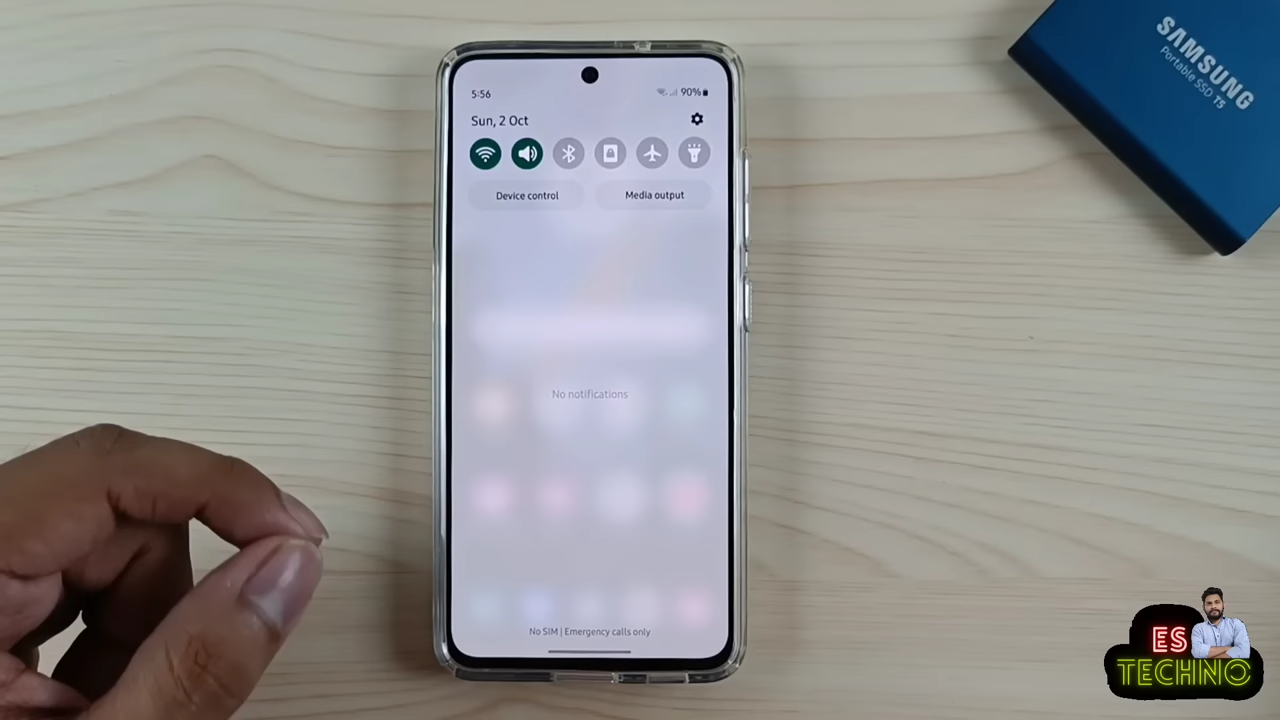 SAMSUNG
Portable SSD T5
5:56
90%
Sun, 2 Oct
Device control
Media output
No notifications
No SIM | Emergency calls only
ES
TECHNO